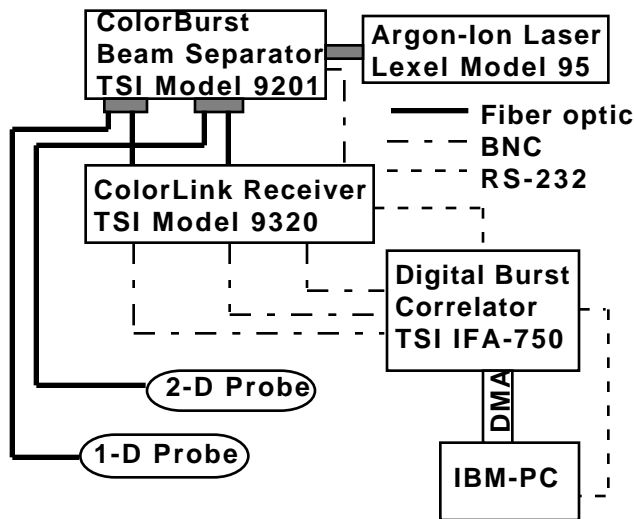 ColorBurst
Beam Separator
TSI Model 9201
Argon-Ion Laser
Lexel Model 95
Fiber optic
BNC
RS-232
ColorLink Receiver
TSI Model 9320
Digital Burst
Correlator
TSI IFA-750
2-D Probe
DMA
1-D Probe
IBM-PC